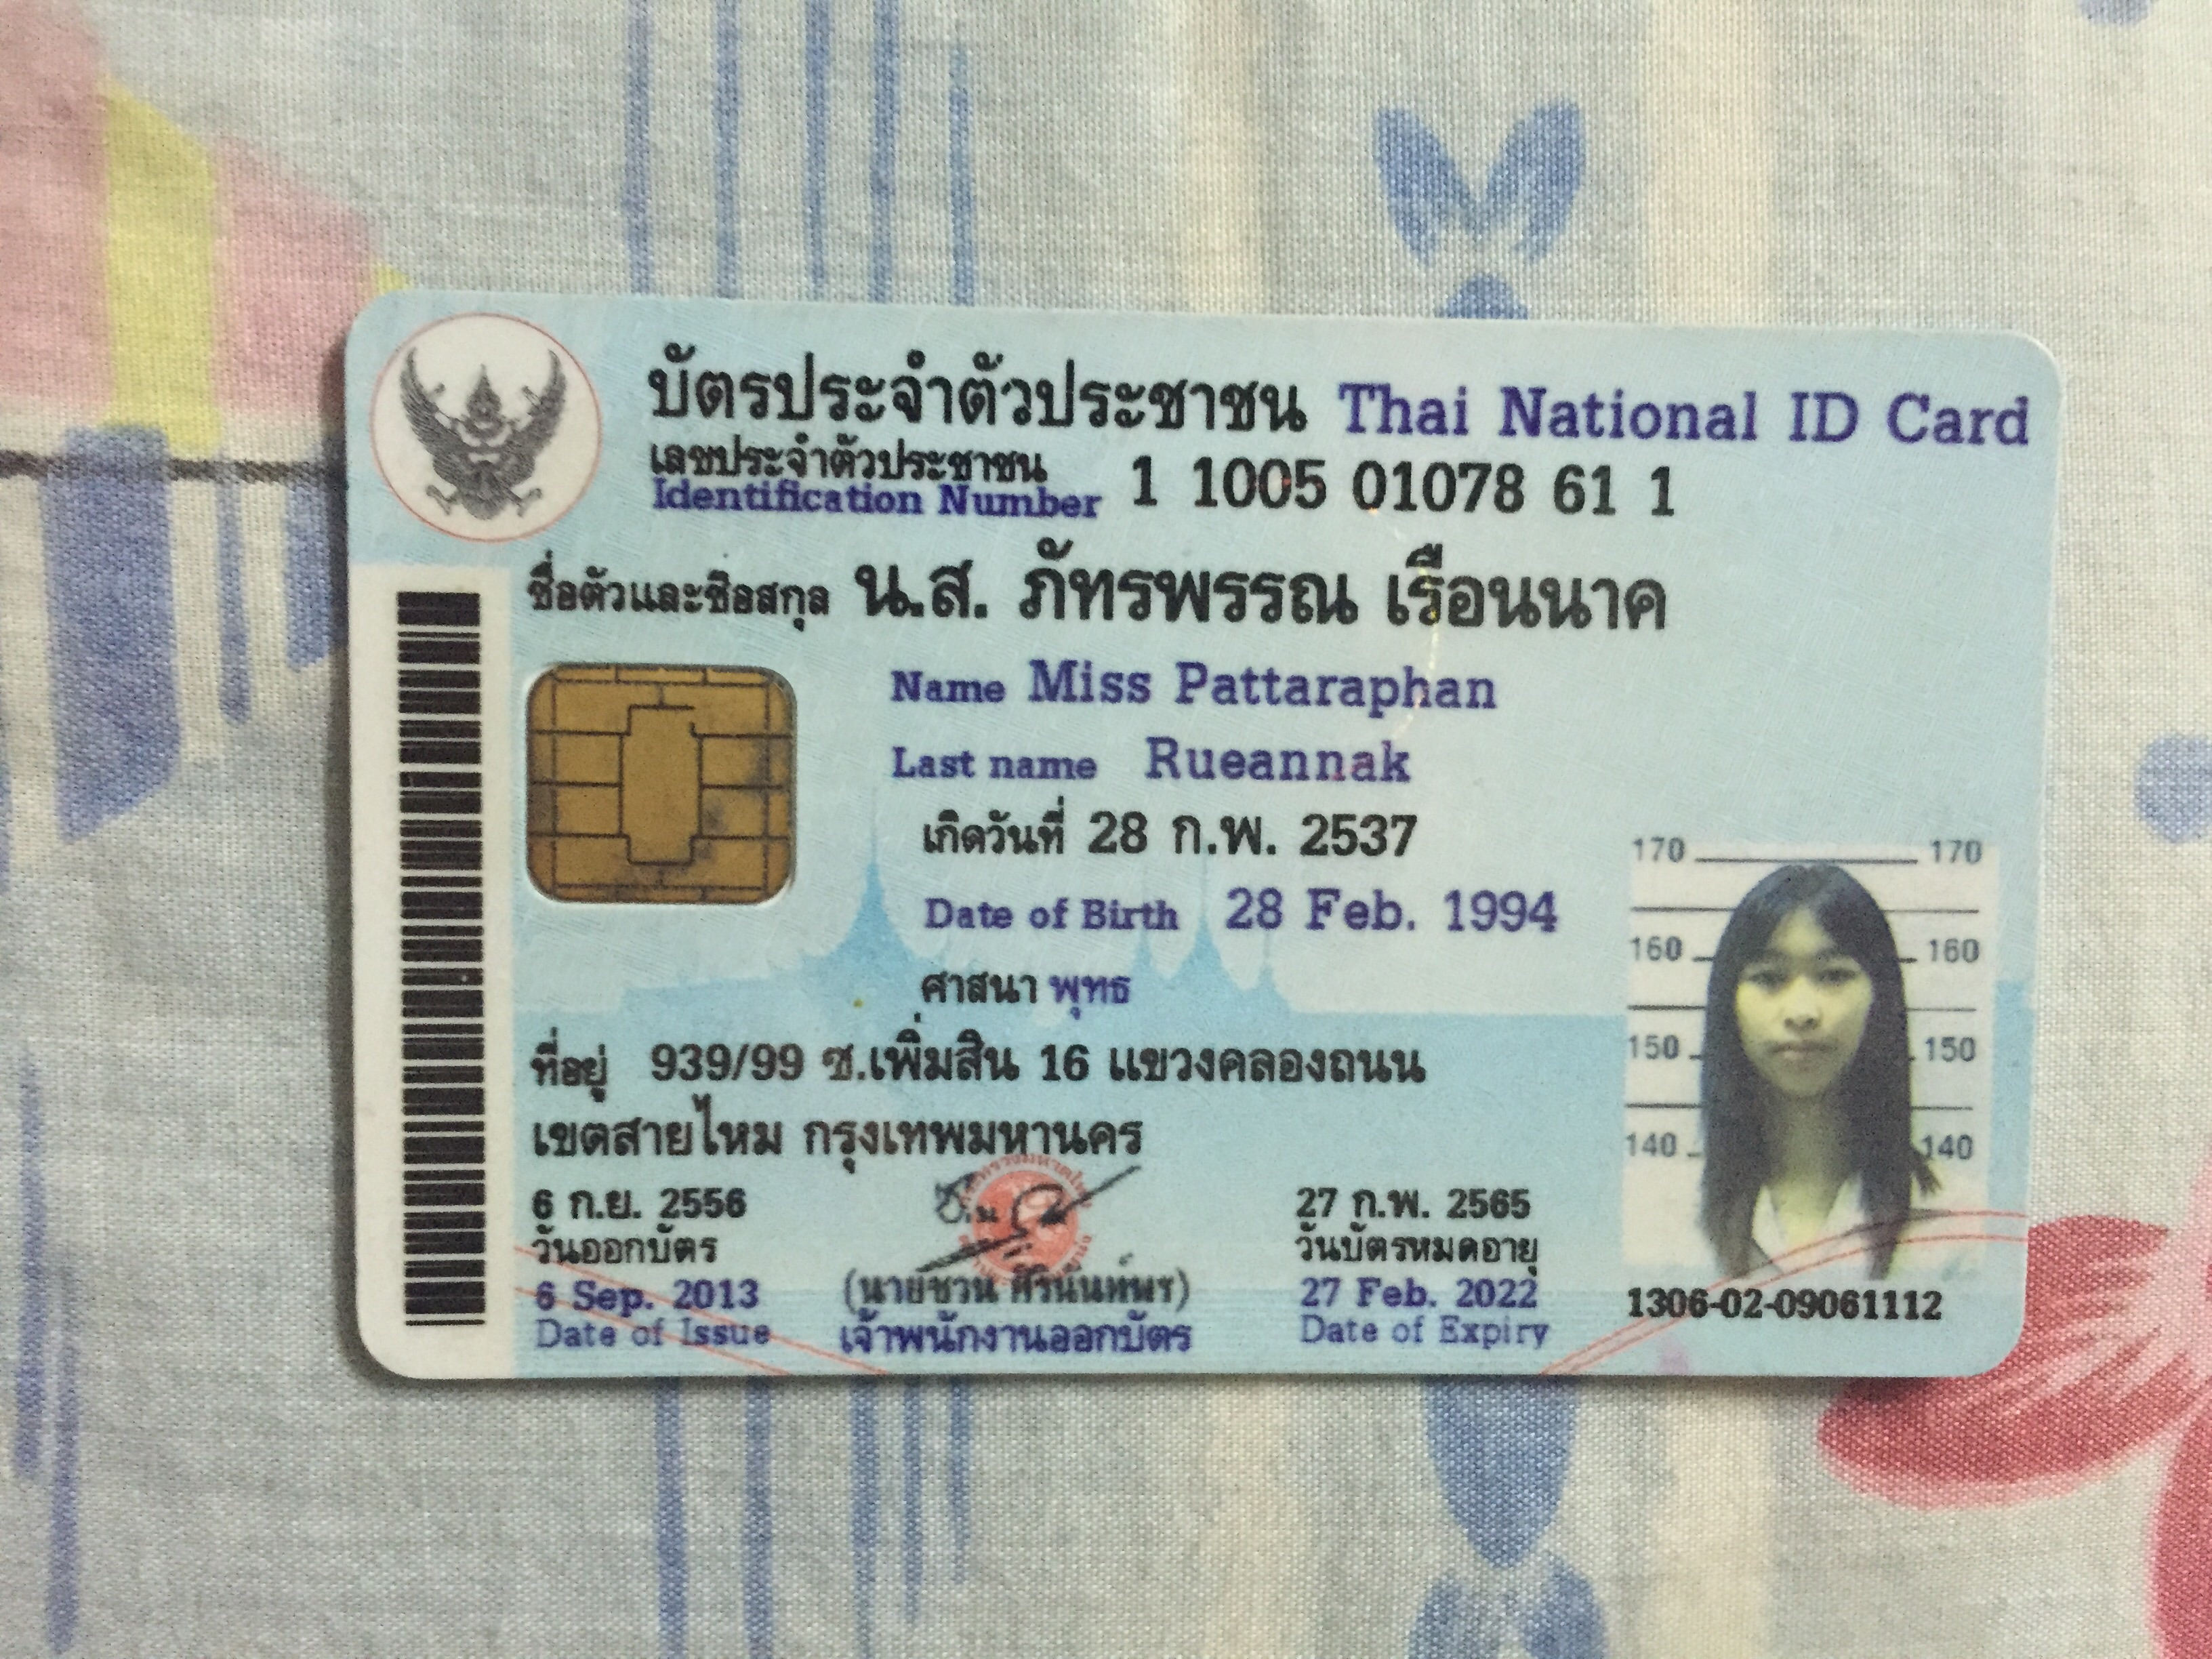 บัตรประจำตัวประชาชน Thai National ID Card
เลขประจำตัวประชาชน
Identification Number 1 1005 01078 61 1
ชื่อตัวและชื่อสกุล น.ส. ภัทรพรรณ เรือนนาค
Name Miss Pattaraphan
Last name Rueannak
เกิดวันที่ 28 ก.พ. 2537
Date of Birth 28 Feb. 1994
ศาสนา พุทธ
ที่อยู่ 939/99 ซ.เพิ่มสิน 16 แขวงคลองถนน
เขตสายไหม กรุงเทพมหานคร
6 ก.ย. 2556
วันออกบัตร
6 Sep. 2013
Date of Issue
(นายชวน
เจ้าพนักงานออกบัตร
27 ก.พ. 2565
วันบัตรหมดอายุ
27 Feb. 2022
Date of Expiry
170 170
160 160
150 150
140 140
1306-02-09061112